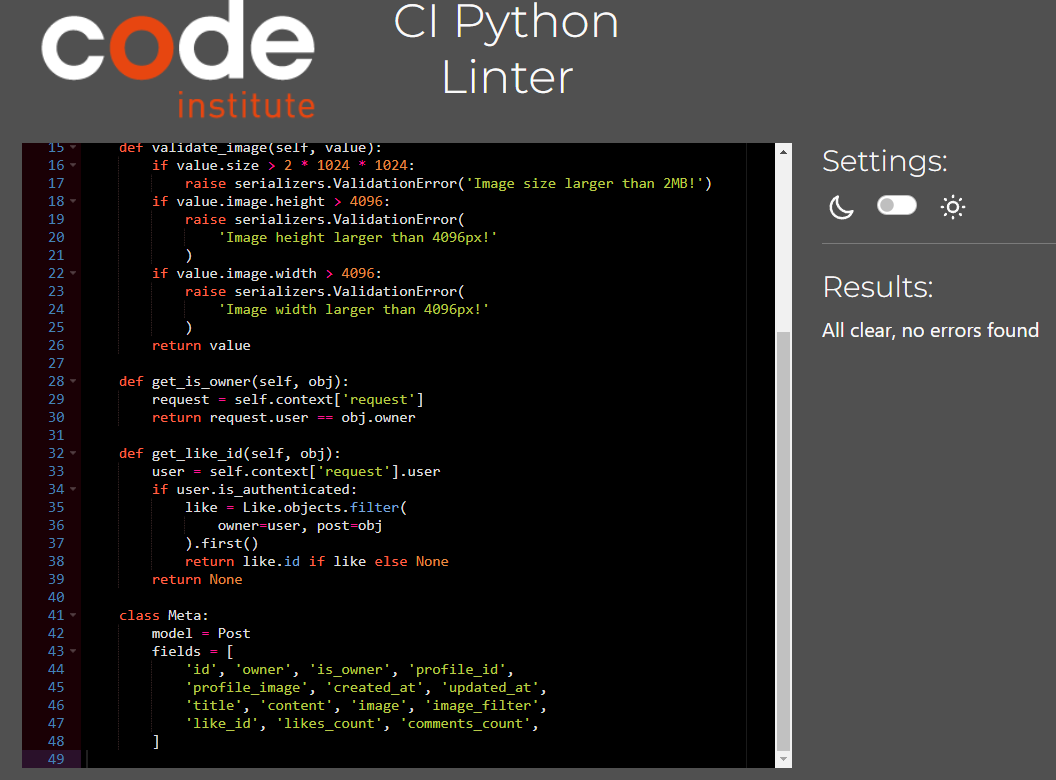 code
institute
CI Python
Linter
15 def validate_image(self, value):
16 if value.size > 2 * 1024 * 1024:
17 raise serializers.ValidationError('Image size larger than 2MB!')
18 if value.image.height > 4096:
19 raise serializers.ValidationError(
20 'Image height larger than 4096px!'
21 )
22 if value.image.width > 4096:
23 raise serializers.ValidationError(
24 'Image width larger than 4096px!'
25 )
26 return value
27
28 def get_is_owner(self, obj):
29 request = self.context['request']
30 return request.user == obj.owner
31
32 def get_like_id(self, obj):
33 user = self.context['request'].user
34 if user.is_authenticated:
35 like = Like.objects.filter(
36 owner=user, post=obj
37 ).first()
38 return like.id if like else None
39 return None
40
41 class Meta:
42 model = Post
43 fields = [
44 'id', 'owner', 'is_owner', 'profile_id',
45 'profile_image', 'created_at', 'updated_at',
46 'title', 'content', 'image', 'image_filter',
47 'like_id', 'likes_count', 'comments_count',
48 ]
49
Settings:
Results:
All clear, no errors found